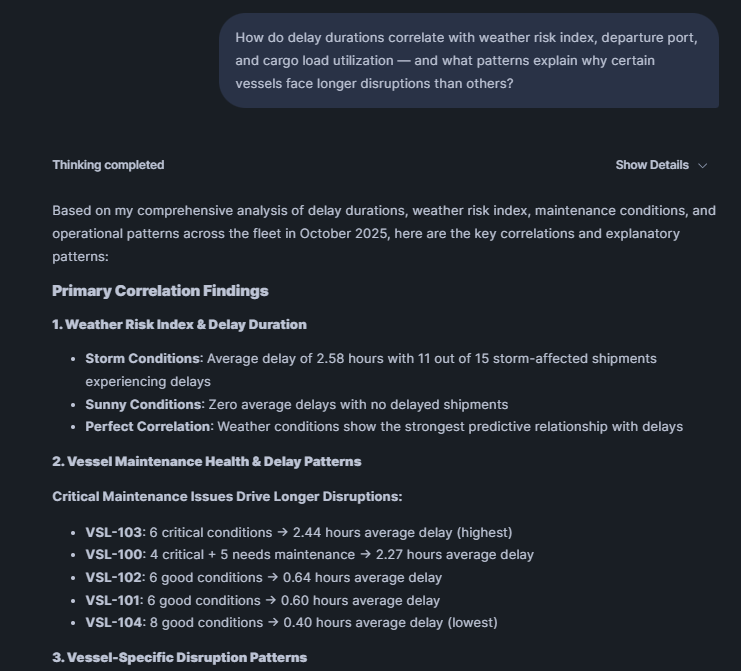 How do delay durations correlate with weather risk index, departure port,
and cargo load utilization — and what patterns explain why certain
vessels face longer disruptions than others?
Thinking completed
Show Details
Based on my comprehensive analysis of delay durations, weather risk index, maintenance conditions, and
operational patterns across the fleet in October 2025, here are the key correlations and explanatory
patterns:
Primary Correlation Findings
1. Weather Risk Index & Delay Duration
• Storm Conditions: Average delay of 2.58 hours with 11 out of 15 storm-affected shipments
experiencing delays
• Sunny Conditions: Zero average delays with no delayed shipments
• Perfect Correlation: Weather conditions show the strongest predictive relationship with delays
2. Vessel Maintenance Health & Delay Patterns
Critical Maintenance Issues Drive Longer Disruptions:
• VSL-103: 6 critical conditions → 2.44 hours average delay (highest)
• VSL-100: 4 critical + 5 needs maintenance → 2.27 hours average delay
• VSL-102: 6 good conditions → 0.64 hours average delay
• VSL-101: 6 good conditions → 0.60 hours average delay
• VSL-104: 8 good conditions → 0.40 hours average delay (lowest)
3. Vessel-Specific Disruption Patterns